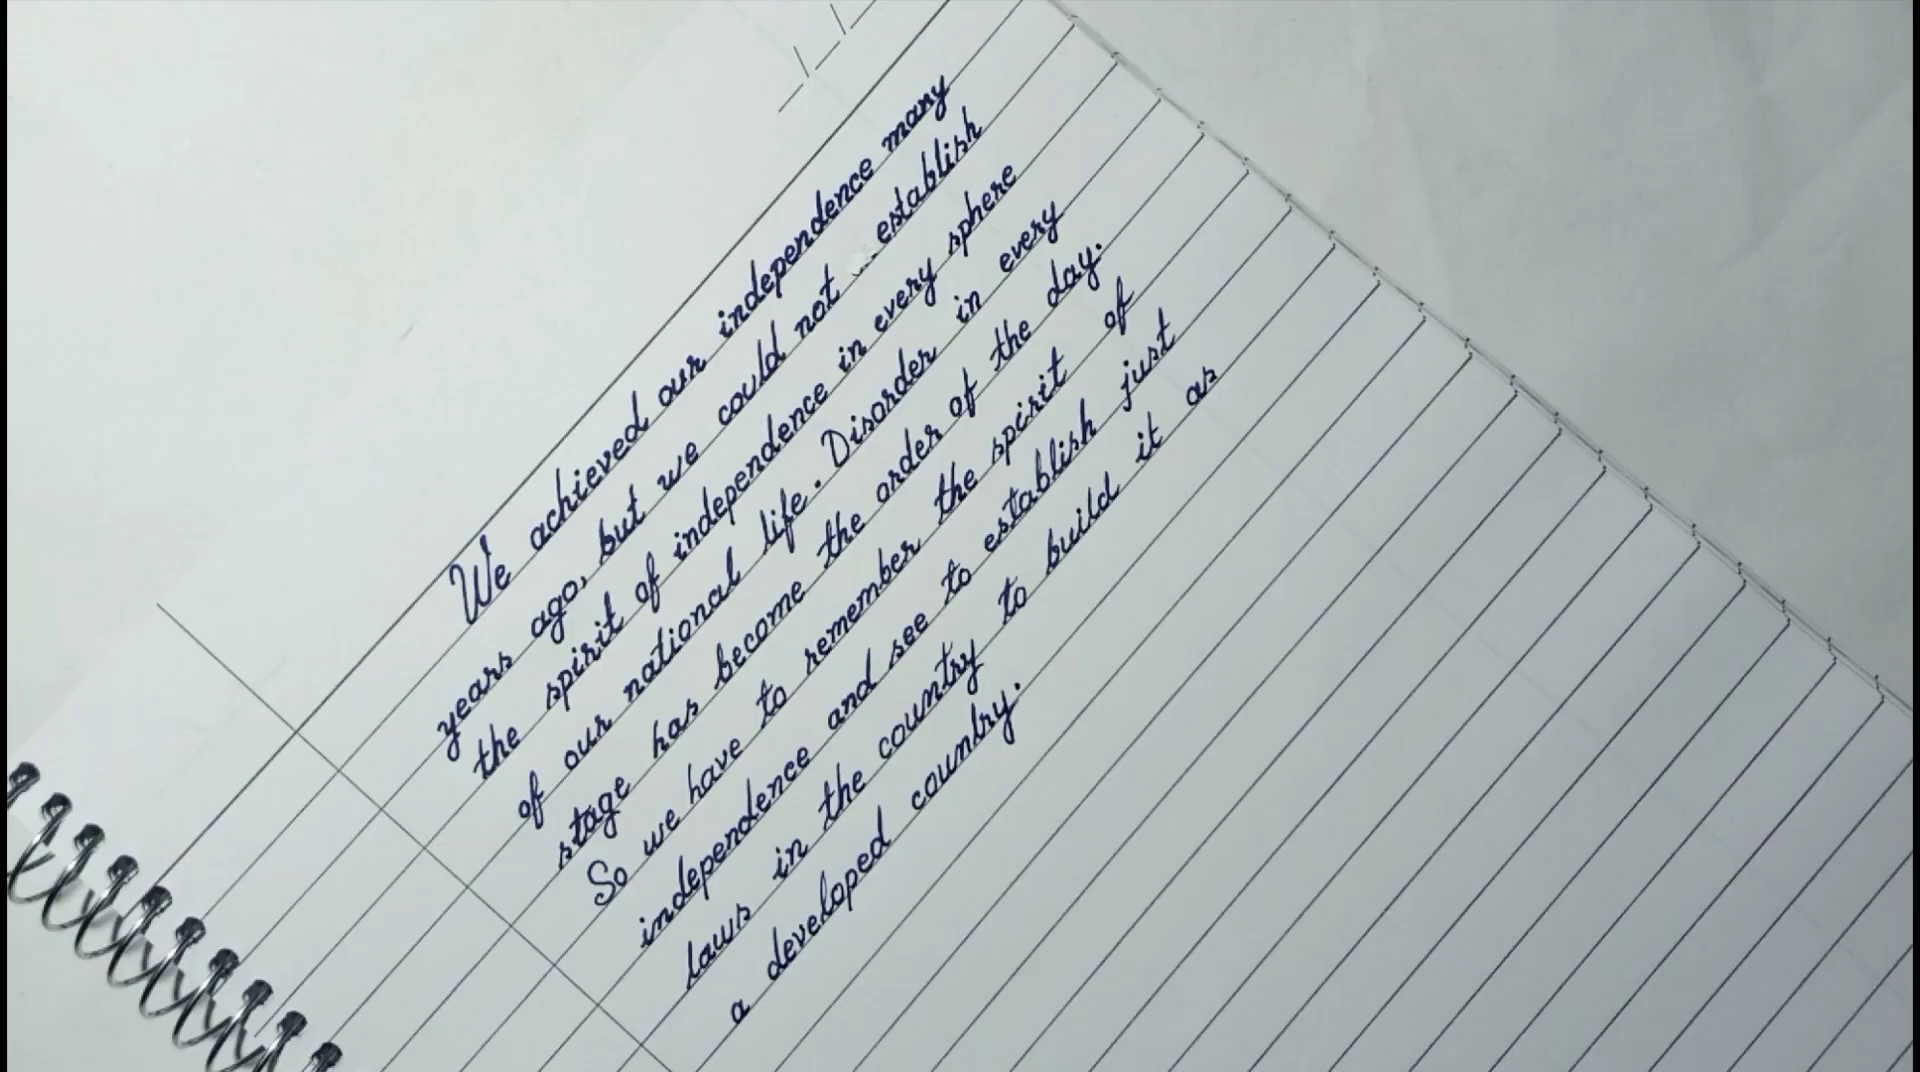 We achieved our independence many
years ago, but we could not establish
the spirit of independence in every sphere
of our national life. Disorder in every
stage has become the order of the day.
So we have to remember the spirit of
independence and see to establish just
laws in the country to build it as
a developed country.